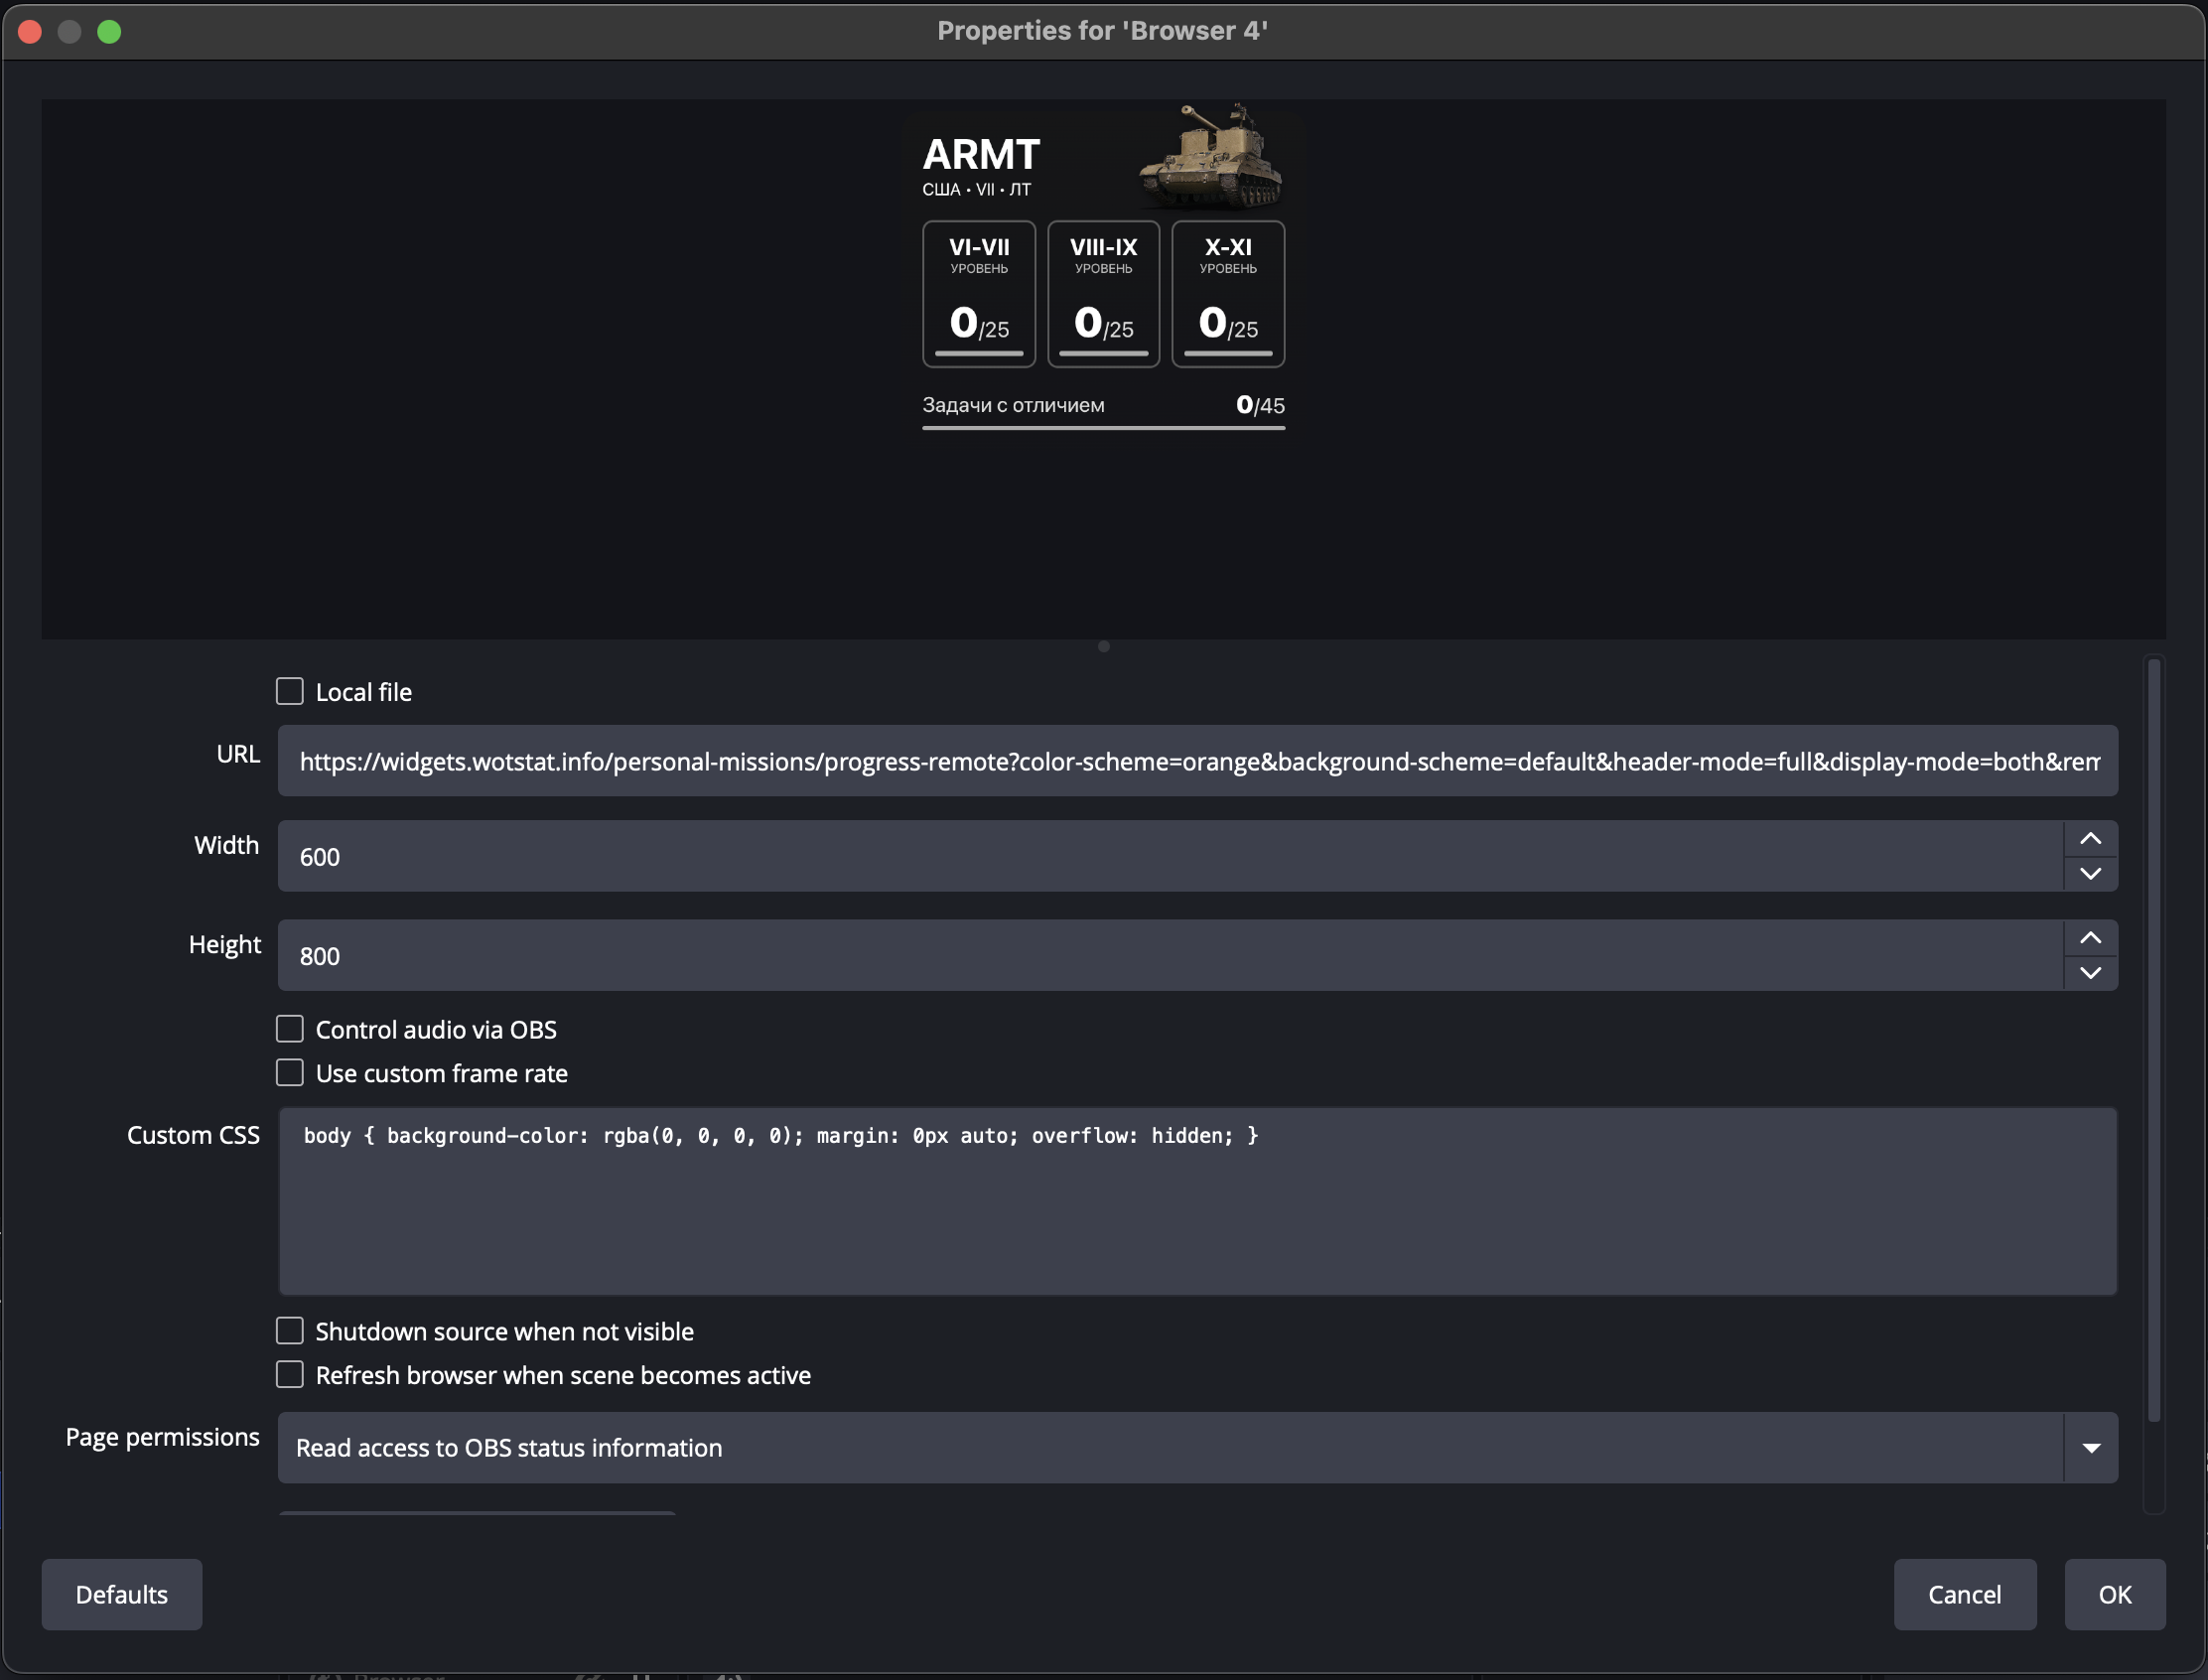 Properties for 'Browser 4'
ARMT
США • VII • ЛТ
VI-VII
УРОВЕНЬ
0/25
VIII-IX
УРОВЕНЬ
0/25
X-XI
УРОВЕНЬ
0/25
Задачи с отличием 0/45
Local file
URL https://widgets.wotstat.info/personal-missions/progress-remote?color-scheme=orange&background-scheme=default&header-mode=full&display-mode=both&rem
Width 600
Height 800
Control audio via OBS
Use custom frame rate
Custom CSS body { background-color: rgba(0, 0, 0, 0); margin: 0px auto; overflow: hidden; }
Shutdown source when not visible
Refresh browser when scene becomes active
Page permissions Read access to OBS status information
Defaults Cancel OK